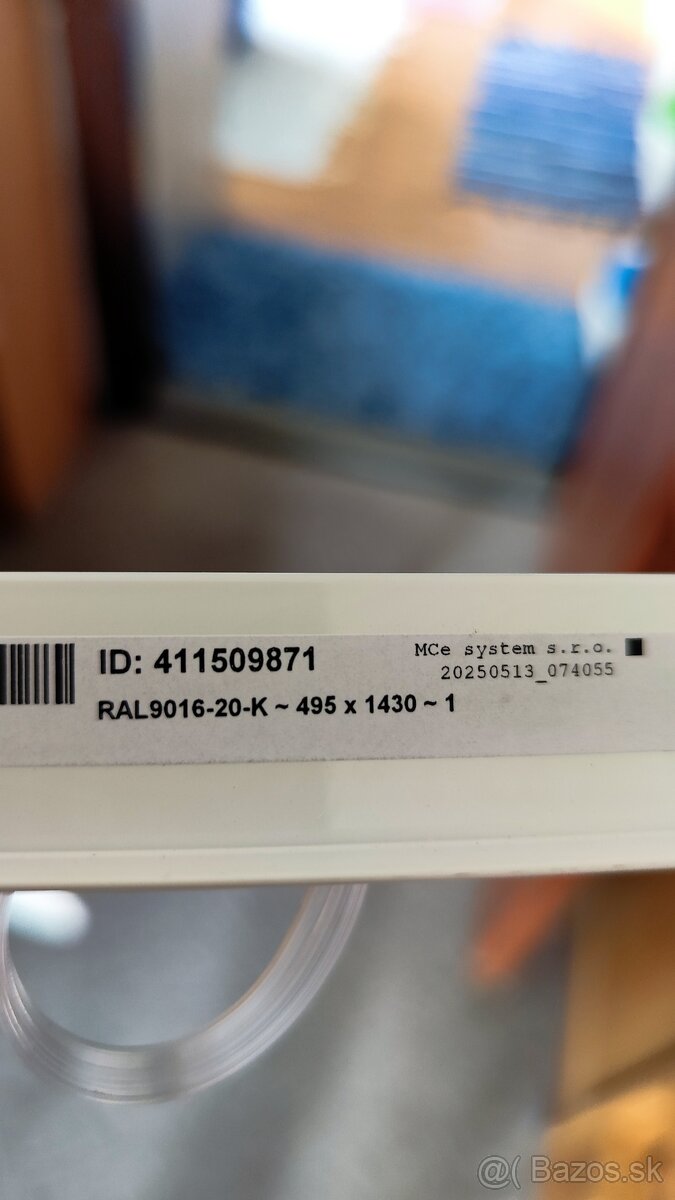 ID: 411509871
RAL9016-20-K ~ 495 x 1430 ~ 1
MCe system s.r.o.
20250513_074055
@( Bazos.sk